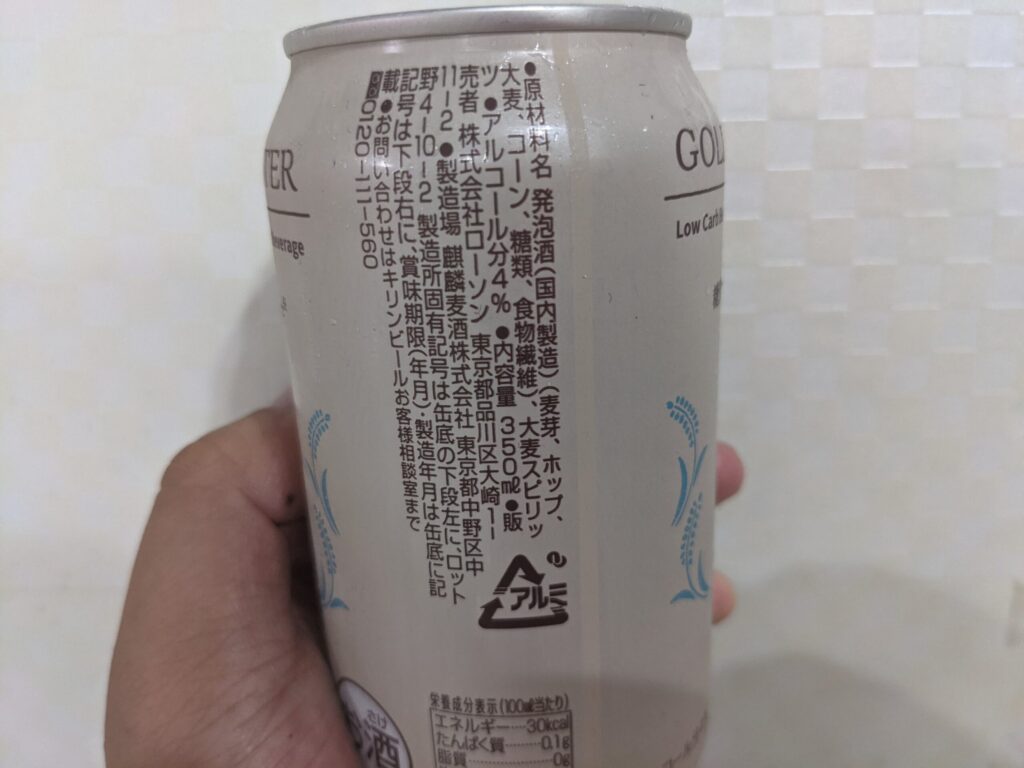 ●原材料名 発泡酒(国内製造)(麦芽、ホップ、
大麦、コーン、糖類、食物繊維)、大麦スピリッ
ツ ●アルコール分4% ●内容量 350㎖ ●販
売者 株式会社ローソン 東京都品川区大崎1ー
11-2 ●製造場 麒麟麦酒株式会社 東京都中野区中
野4-10-2 製造所固有記号は缶底の下段左に、ロット
記号は下段右に、賞味期限(年月)・製造年月は缶底に記
載 ●お問い合わせはキリンビールお客様相談室まで
0120-11-560
アルミ
栄養成分表示(100㎖当たり)
エネルギー……30kcal
たんぱく質………0.1g
脂質………0g
さけ
酒
TER
GOL
Low Carb